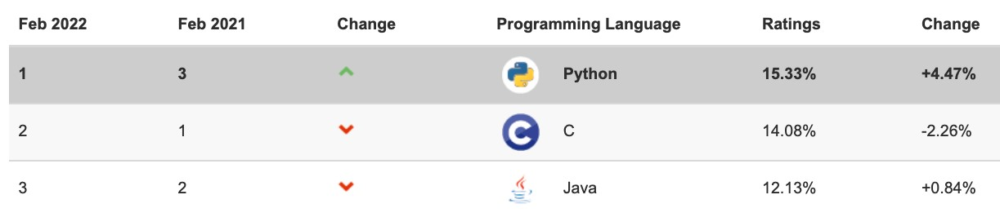 Feb 2022 Feb 2021 Change Programming Language Ratings Change
1 3 Python 15.33% +4.47%
2 1 C 14.08% -2.26%
3 2 Java 12.13% +0.84%